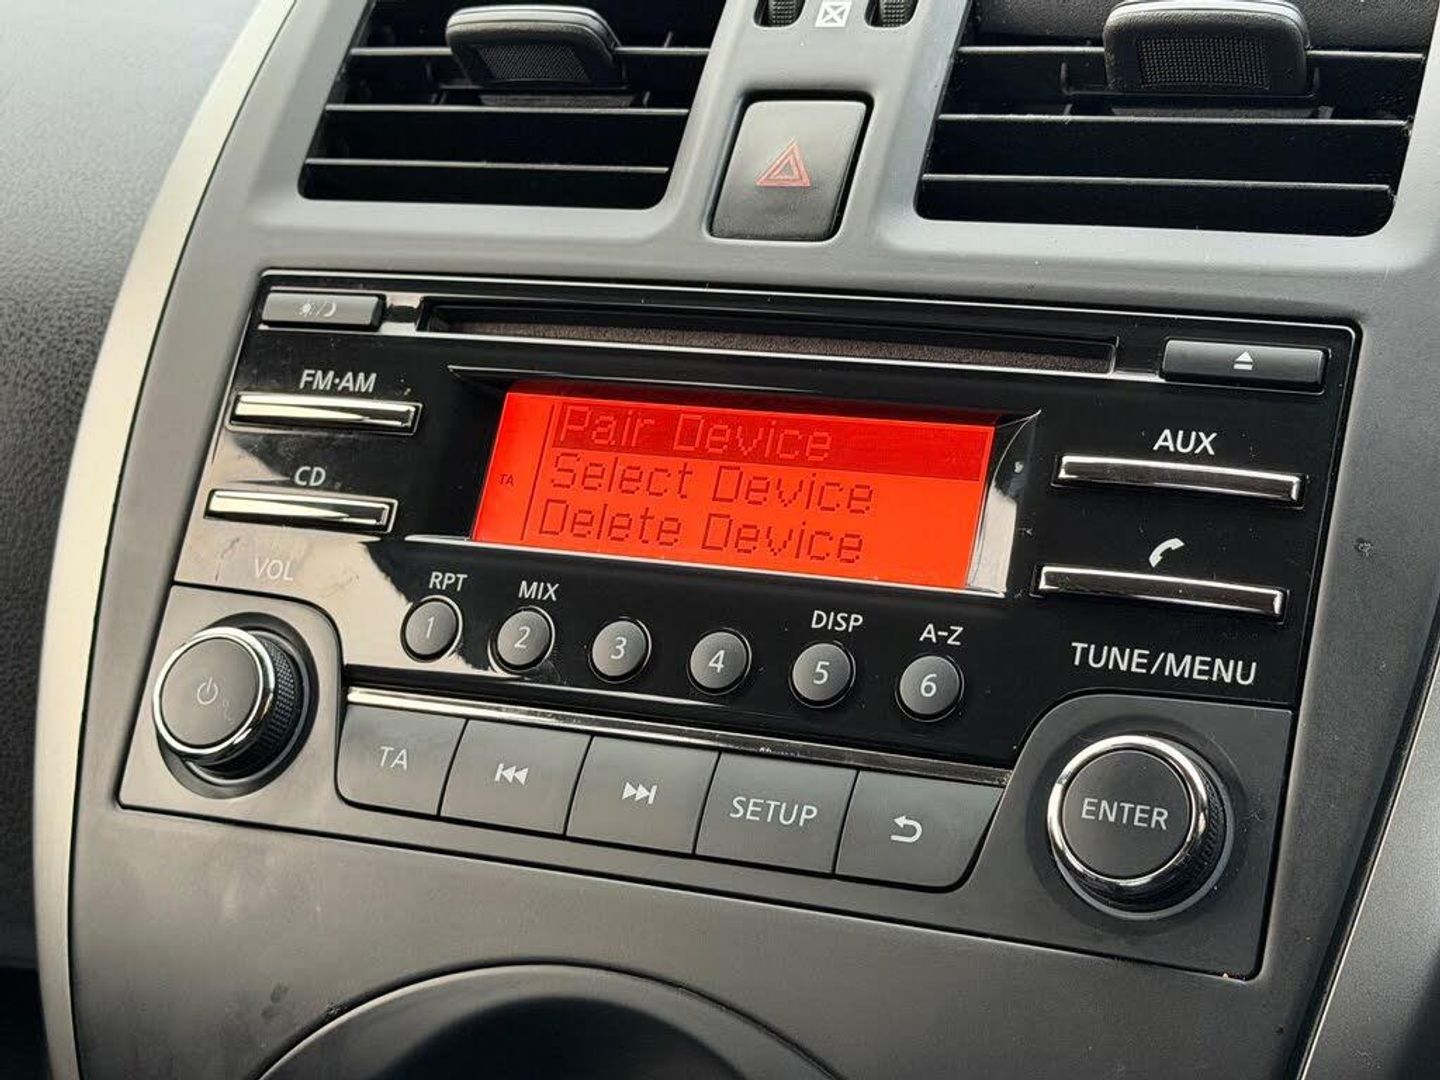 FM·AM
CD
VOL
Pair Device
TA
Select Device
Delete Device
AUX
RPT
MIX
DISP
A-Z
1
2
3
4
5
6
TUNE/MENU
TA
SETUP
ENTER